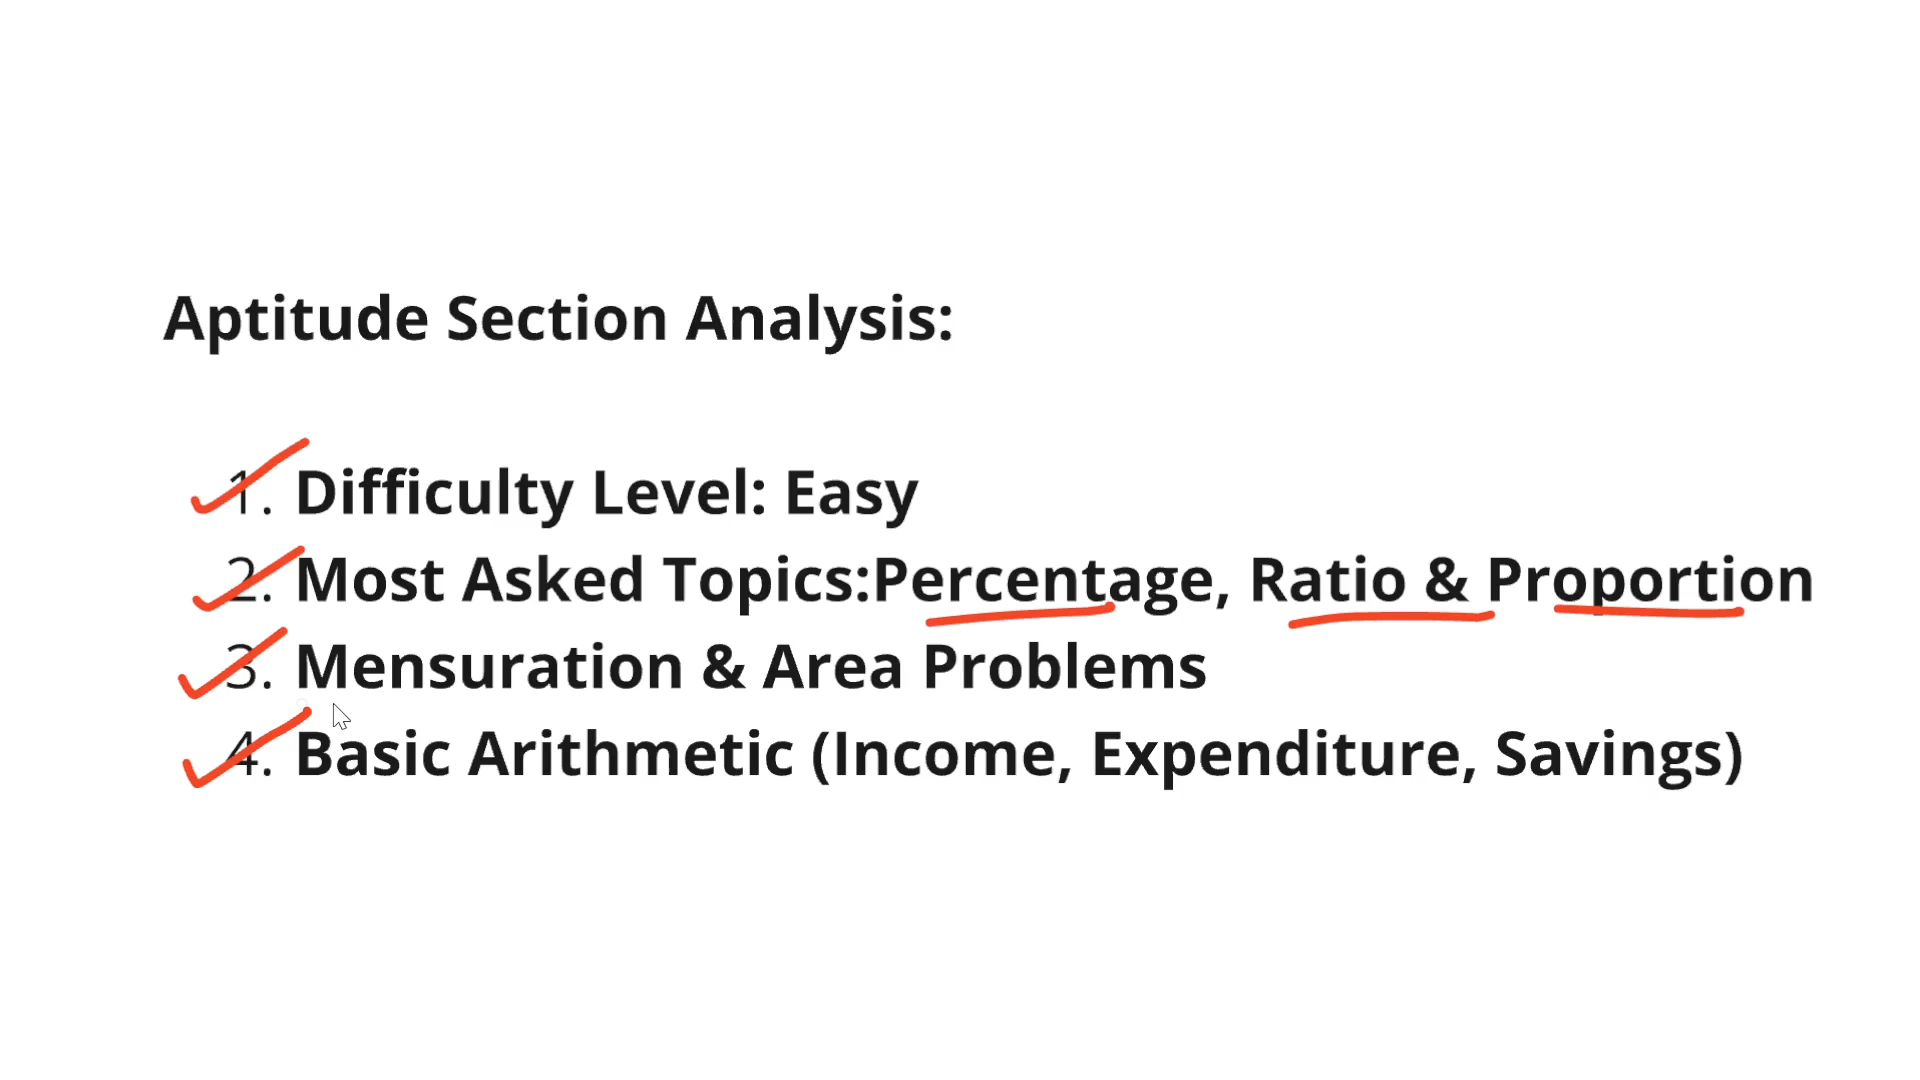 Aptitude Section Analysis:
1. Difficulty Level: Easy
2. Most Asked Topics:Percentage, Ratio & Proportion
3. Mensuration & Area Problems
4. Basic Arithmetic (Income, Expenditure, Savings)